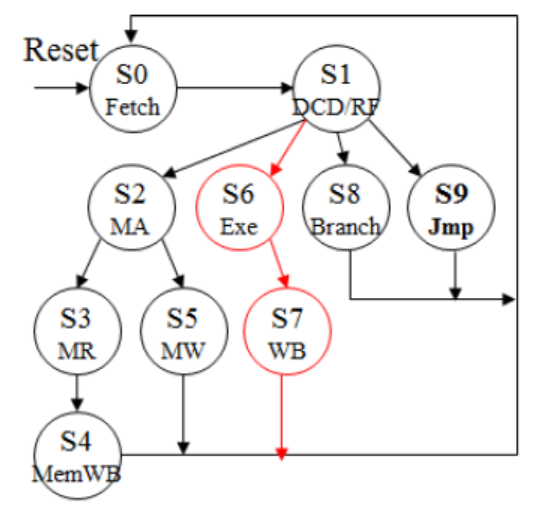 Reset
S0
Fetch
S1
DCD/RF
S2
MA
S6
Exe
S8
Branch
S9
Jmp
S3
MR
S5
MW
S7
WB
S4
MemWB